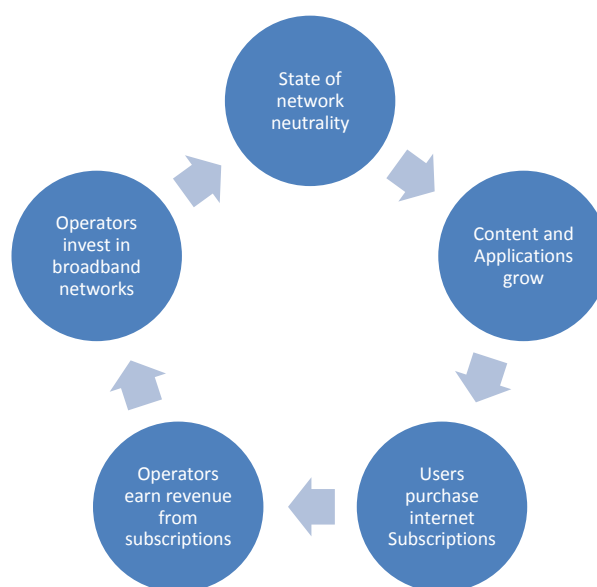 State of
network
neutrality
Content and
Applications
grow
Users
purchase
internet
Subscriptions
Operators
earn revenue
from
subscriptions
Operators
invest in
broadband
networks